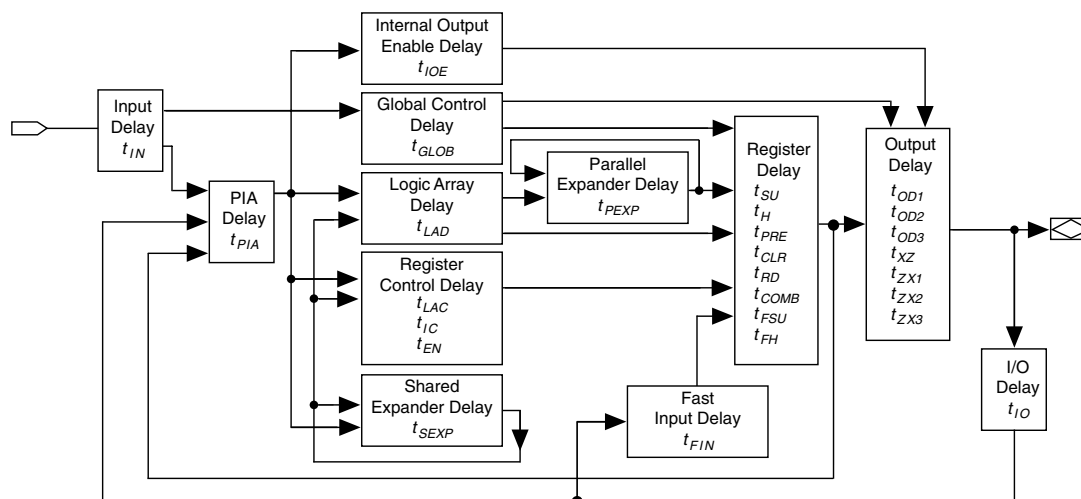 Internal Output
Enable Delay
tIOE
Input
Delay
tIN
Global Control
Delay
tGLOB
PIA
Delay
tPIA
Logic Array
Delay
tLAD
Parallel
Expander Delay
tPEXP
Register
Control Delay
tLAC
tIC
tEN
Shared
Expander Delay
tSEXP
Fast
Input Delay
tFIN
Register
Delay
tSU
tH
tPRE
tCLR
tRD
tCOMB
tFSU
tFH
Output
Delay
tOD1
tOD2
tOD3
tXZ
tZX1
tZX2
tZX3
I/O
Delay
tIO